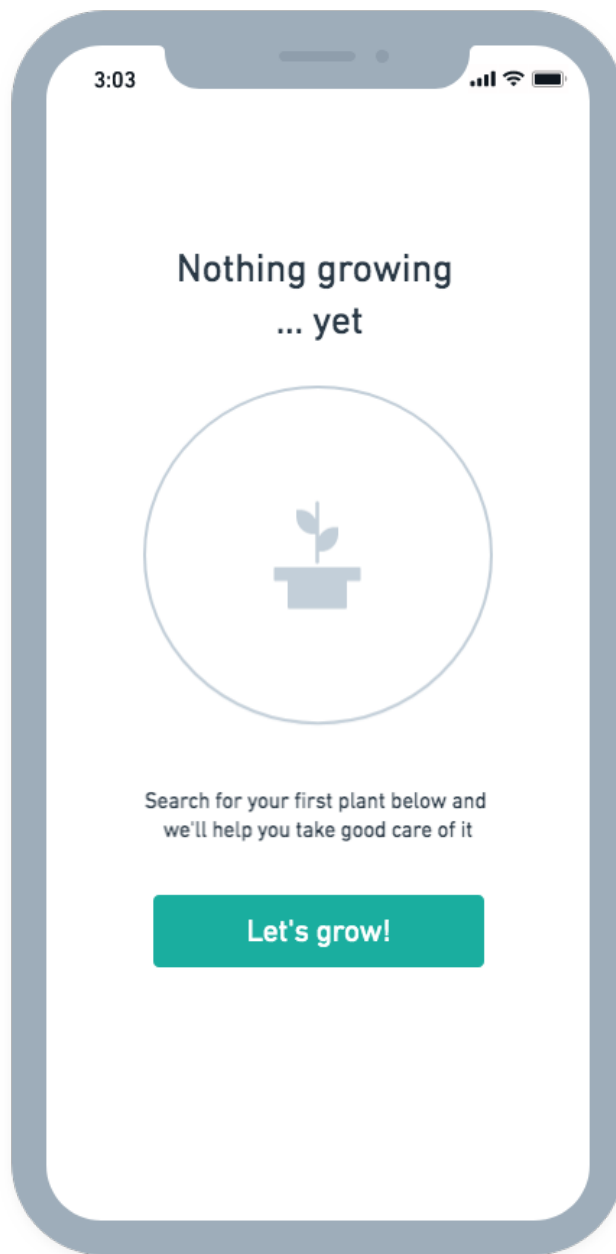 3:03
Nothing growing
... yet
Search for your first plant below and
we'll help you take good care of it
Let's grow!